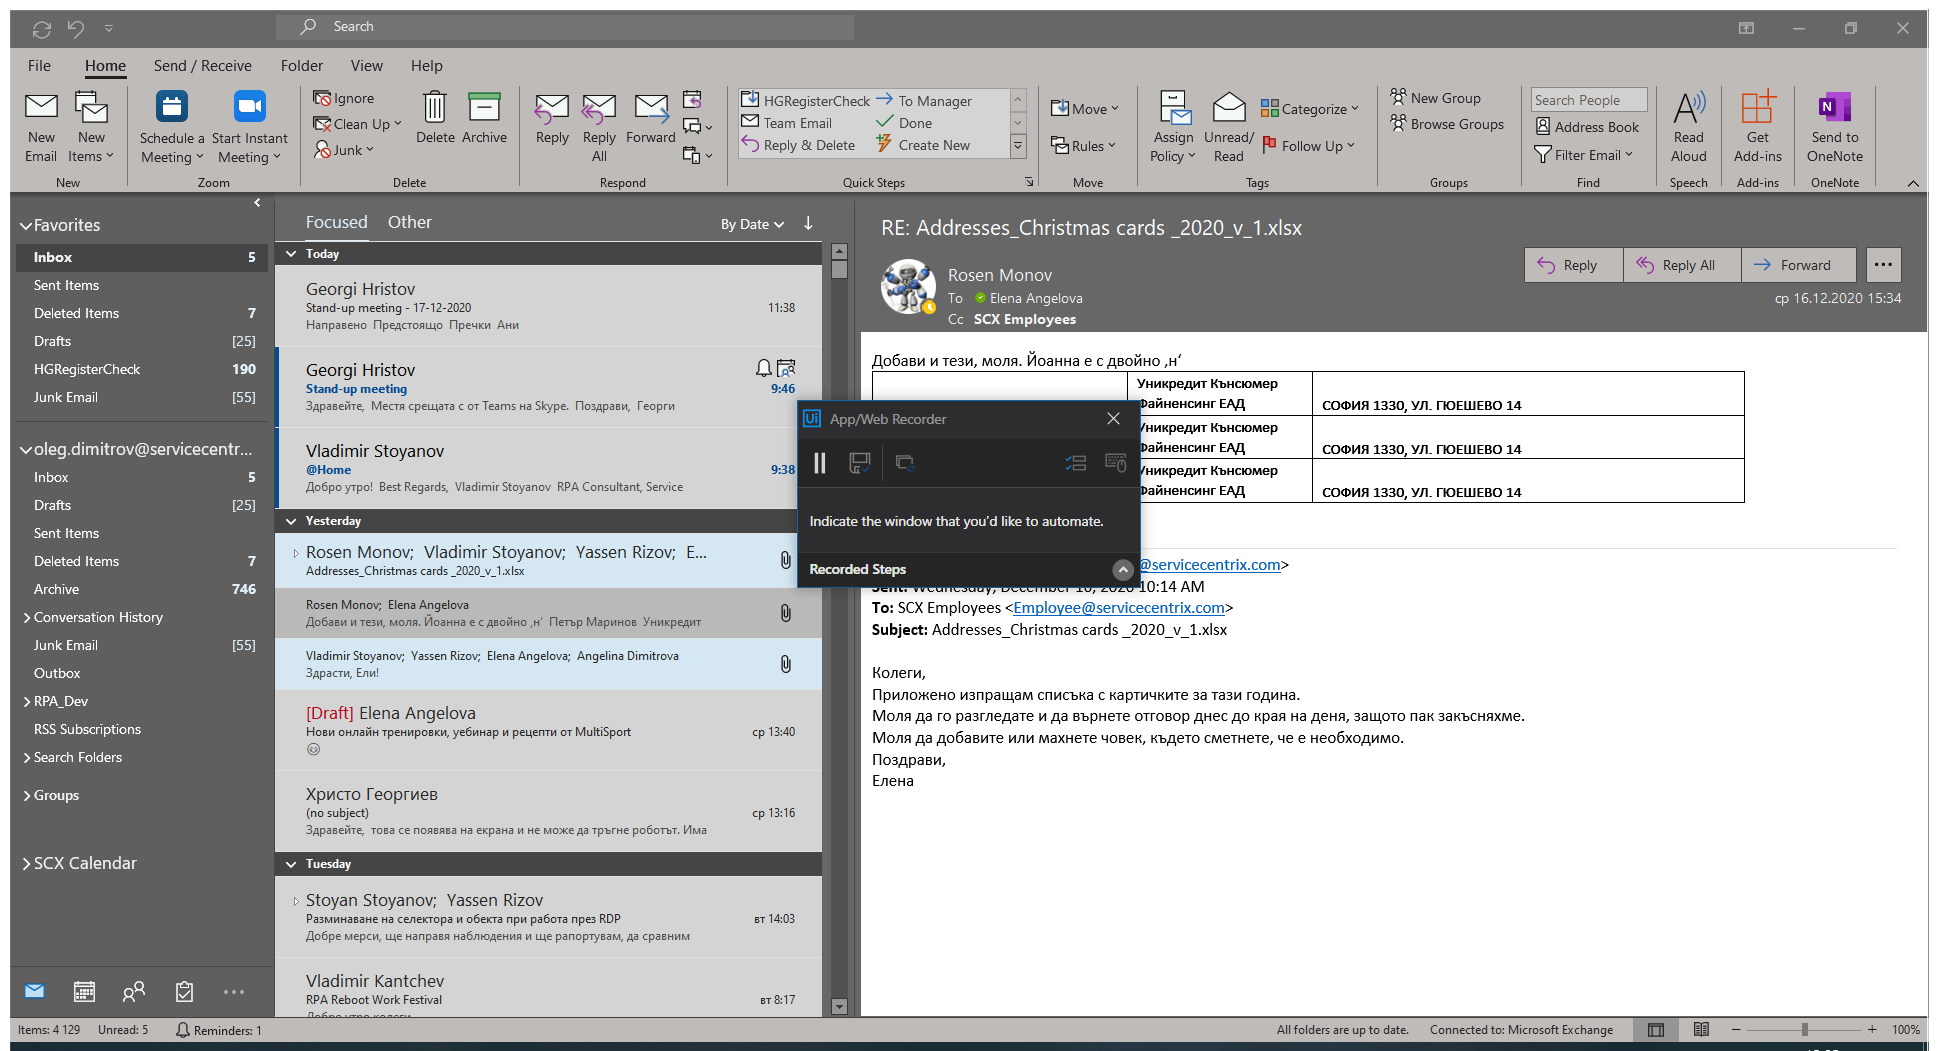 Search
File Home Send / Receive Folder View Help
New Email
New Items
New
Schedule a Meeting
Start Instant Meeting
Zoom
Ignore
Clean Up
Junk
Delete
Archive
Delete
Reply
Reply All
Forward
Respond
HGRegisterCheck
Team Email
Reply & Delete
To Manager
Done
Create New
Quick Steps
Move
Rules
Move
Assign Policy
Unread/ Read
Categorize
Follow Up
Tags
New Group
Browse Groups
Groups
Search People
Address Book
Filter Email
Find
Read Aloud
Speech
Get Add-ins
Add-ins
Send to OneNote
OneNote
Favorites
Inbox 5
Sent Items
Deleted Items 7
Drafts [25]
HGRegisterCheck 190
Junk Email [55]
oleg.dimitrov@servicecentr...
Inbox 5
Drafts [25]
Sent Items
Deleted Items 7
Archive 746
Conversation History
Junk Email [55]
Outbox
RPA_Dev
RSS Subscriptions
Search Folders
Groups
SCX Calendar
Focused Other By Date
Today
Georgi Hristov
Stand-up meeting - 17-12-2020 11:38
Направено Предстоящо Пречки Ани
Georgi Hristov
Stand-up meeting 9:46
Здравейте, Местя срещата с от Teams на Skype. Поздрави, Георги
Vladimir Stoyanov
@Home 9:38
Добро утро! Best Regards, Vladimir Stoyanov RPA Consultant, Service
Yesterday
Rosen Monov; Vladimir Stoyanov; Yassen Rizov; E...
Addresses_Christmas cards _2020_v_1.xlsx
Rosen Monov; Elena Angelova
Добави и тези, моля. Йоанна е с двойно ‚н‘ Петър Маринов Уникредит
Vladimir Stoyanov; Yassen Rizov; Elena Angelova; Angelina Dimitrova
Здрасти, Ели!
[Draft] Elena Angelova
Нови онлайн тренировки, уебинар и рецепти от MultiSport ср 13:40
Христо Георгиев
(no subject) ср 13:16
Здравейте, това се появява на екрана и не може да тръгне роботът. Има
Tuesday
Stoyan Stoyanov; Yassen Rizov
Разминаване на селектора и обекта при работа през RDP вт 14:03
Добре мерси, ще направя наблюдения и ще рапортувам, да сравним
Vladimir Kantchev
RPA Reboot Work Festival вт 8:17
Добро утро колеги
RE: Addresses_Christmas cards _2020_v_1.xlsx
Rosen Monov
To Elena Angelova
Cc SCX Employees
Reply Reply All Forward
ср 16.12.2020 15:34
Добави и тези, моля. Йоанна е с двойно ‚н‘
Уникредит Кънсюмер
Файненсинг ЕАД СОФИЯ 1330, УЛ. ГЮЕШЕВО 14
Уникредит Кънсюмер
Файненсинг ЕАД СОФИЯ 1330, УЛ. ГЮЕШЕВО 14
Уникредит Кънсюмер
Файненсинг ЕАД СОФИЯ 1330, УЛ. ГЮЕШЕВО 14
Ui App/Web Recorder
Indicate the window that you'd like to automate.
Recorded Steps
@servicecentrix.com>
Sent: Wednesday, December 16, 2020 10:14 AM
To: SCX Employees <Employee@servicecentrix.com>
Subject: Addresses_Christmas cards _2020_v_1.xlsx
Колеги,
Приложено изпращам списъка с картичките за тази година.
Моля да го разгледате и да върнете отговор днес до края на деня, защото пак закъсняхме.
Моля да добавите или махнете човек, където сметнете, че е необходимо.
Поздрави,
Елена
Items: 4 129 Unread: 5 Reminders: 1
All folders are up to date. Connected to: Microsoft Exchange 100%